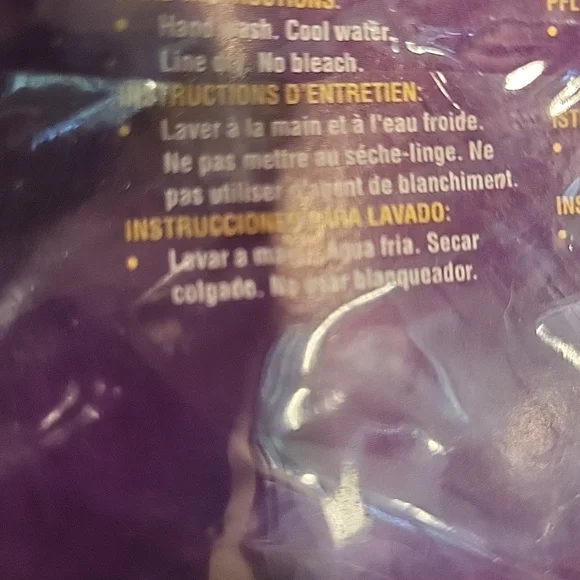 INSTRUCTIONS:
• Hand wash. Cool water.
Line dry. No bleach.
INSTRUCTIONS D'ENTRETIEN:
• Laver à la main et à l'eau froide.
Ne pas mettre au séche-linge. Ne
pas utiliser d'agent de blanchiment.
INSTRUCCIONES PARA LAVADO:
• Lavar a mano. Agua fria. Secar
colgado. No usar blanqueador.